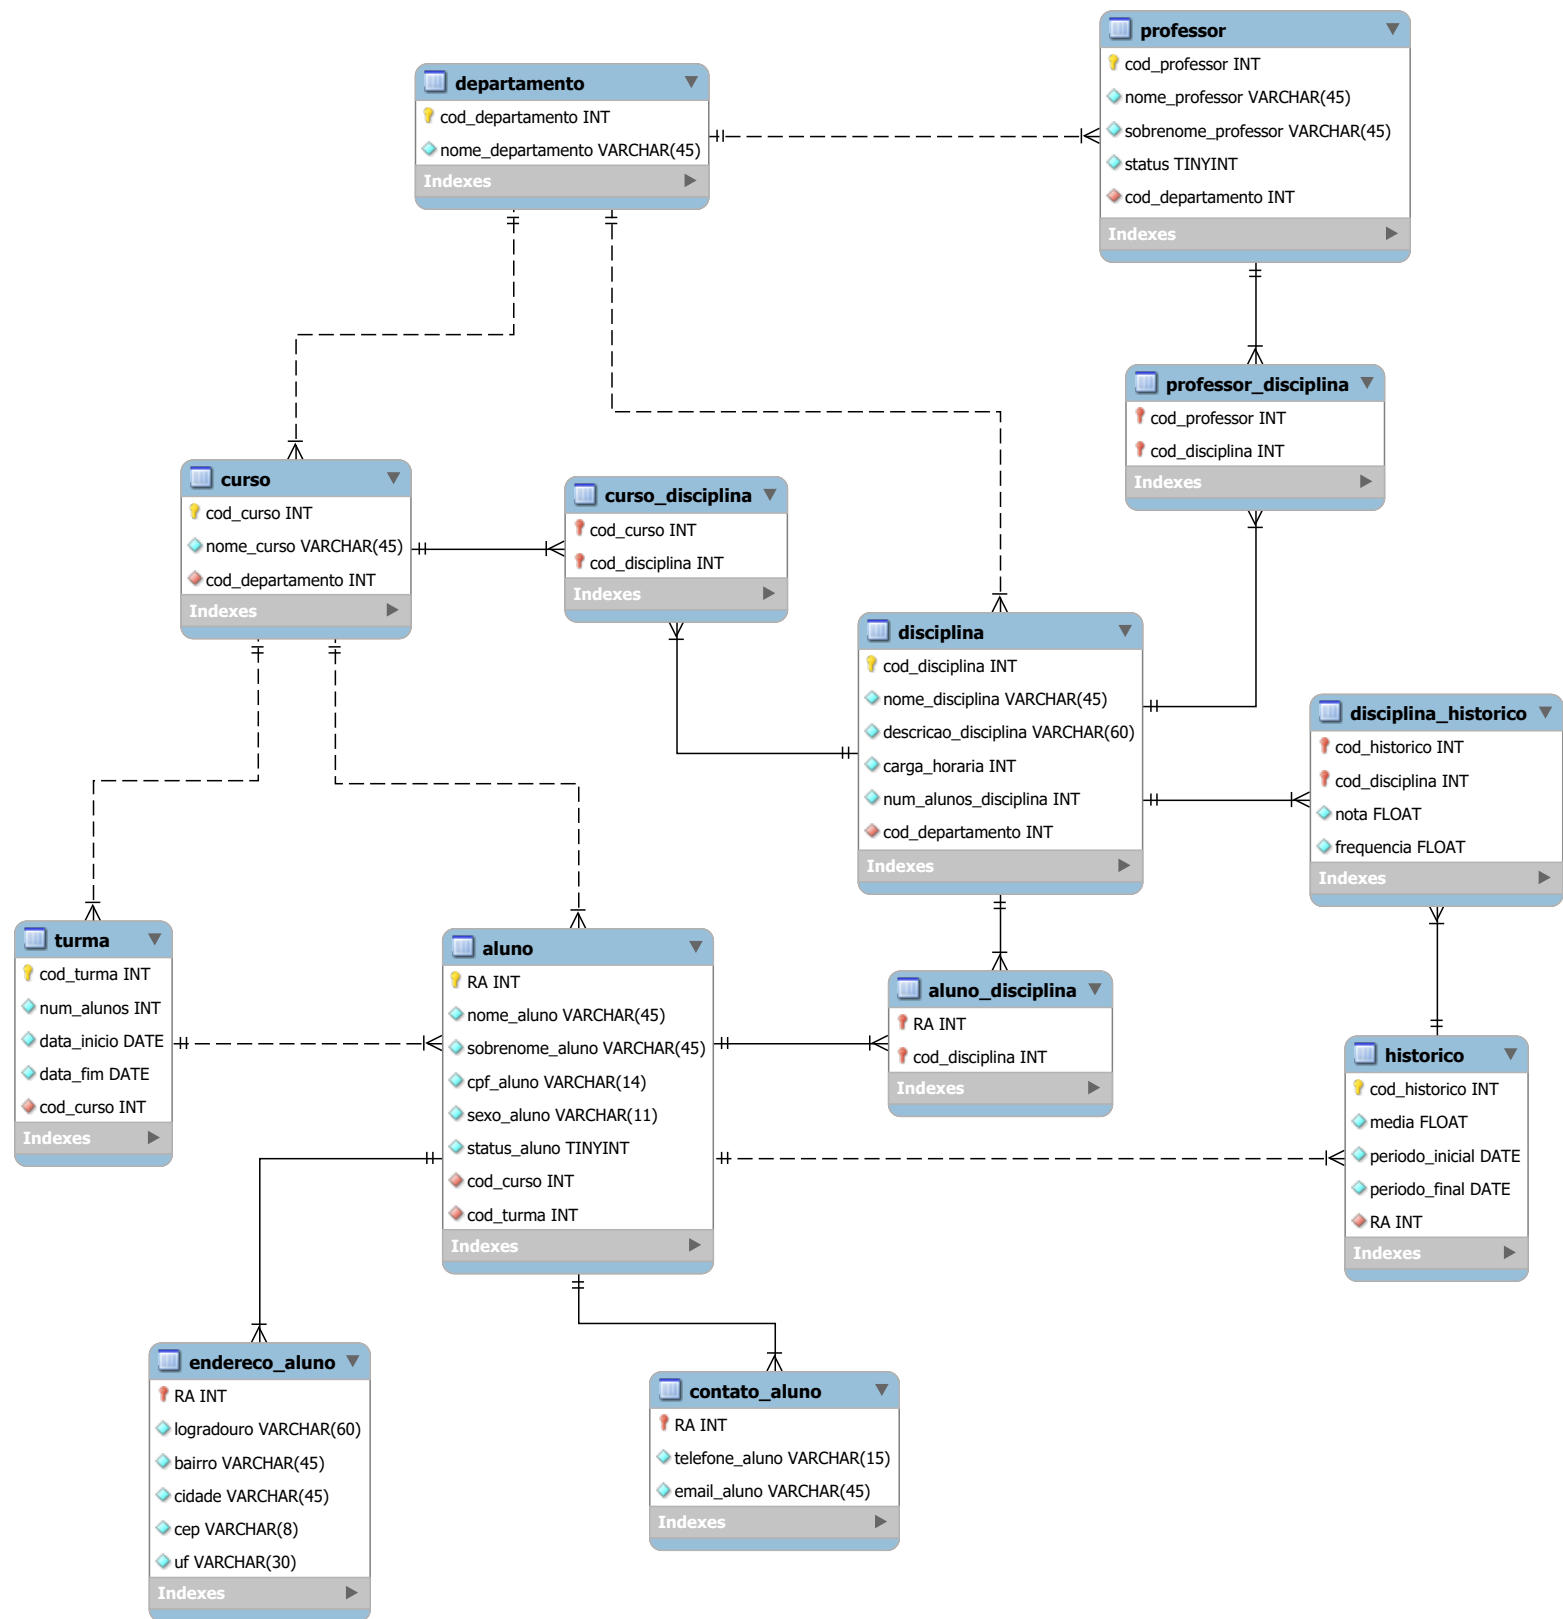 professor
cod_professor INT
nome_professor VARCHAR(45)
sobrenome_professor VARCHAR(45)
status TINYINT
cod_departamento INT
Indexes
departamento
cod_departamento INT
nome_departamento VARCHAR(45)
Indexes
professor_disciplina
cod_professor INT
cod_disciplina INT
Indexes
curso
cod_curso INT
nome_curso VARCHAR(45)
cod_departamento INT
Indexes
curso_disciplina
cod_curso INT
cod_disciplina INT
Indexes
disciplina
cod_disciplina INT
nome_disciplina VARCHAR(45)
descricao_disciplina VARCHAR(60)
carga_horaria INT
num_alunos_disciplina INT
cod_departamento INT
Indexes
disciplina_historico
cod_historico INT
cod_disciplina INT
nota FLOAT
frequencia FLOAT
Indexes
turma
cod_turma INT
num_alunos INT
data_inicio DATE
data_fim DATE
cod_curso INT
Indexes
aluno
RA INT
nome_aluno VARCHAR(45)
sobrenome_aluno VARCHAR(45)
cpf_aluno VARCHAR(14)
sexo_aluno VARCHAR(11)
status_aluno TINYINT
cod_curso INT
cod_turma INT
Indexes
aluno_disciplina
RA INT
cod_disciplina INT
Indexes
historico
cod_historico INT
media FLOAT
periodo_inicial DATE
periodo_final DATE
RA INT
Indexes
endereco_aluno
RA INT
logradouro VARCHAR(60)
bairro VARCHAR(45)
cidade VARCHAR(45)
cep VARCHAR(8)
uf VARCHAR(30)
Indexes
contato_aluno
RA INT
telefone_aluno VARCHAR(15)
email_aluno VARCHAR(45)
Indexes